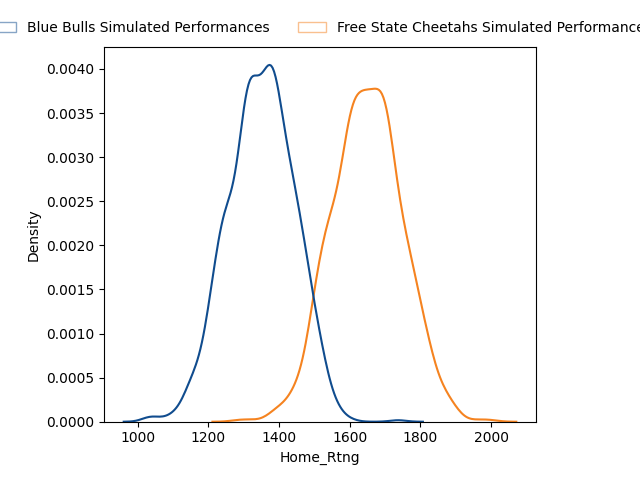 Blue Bulls Simulated Performances
Free State Cheetahs Simulated Performance
0.0040
0.0035
0.0030
0.0025
0.0020
0.0015
0.0010
0.0005
0.0000
Density
1000 1200 1400 1600 1800 2000
Home_Rtng